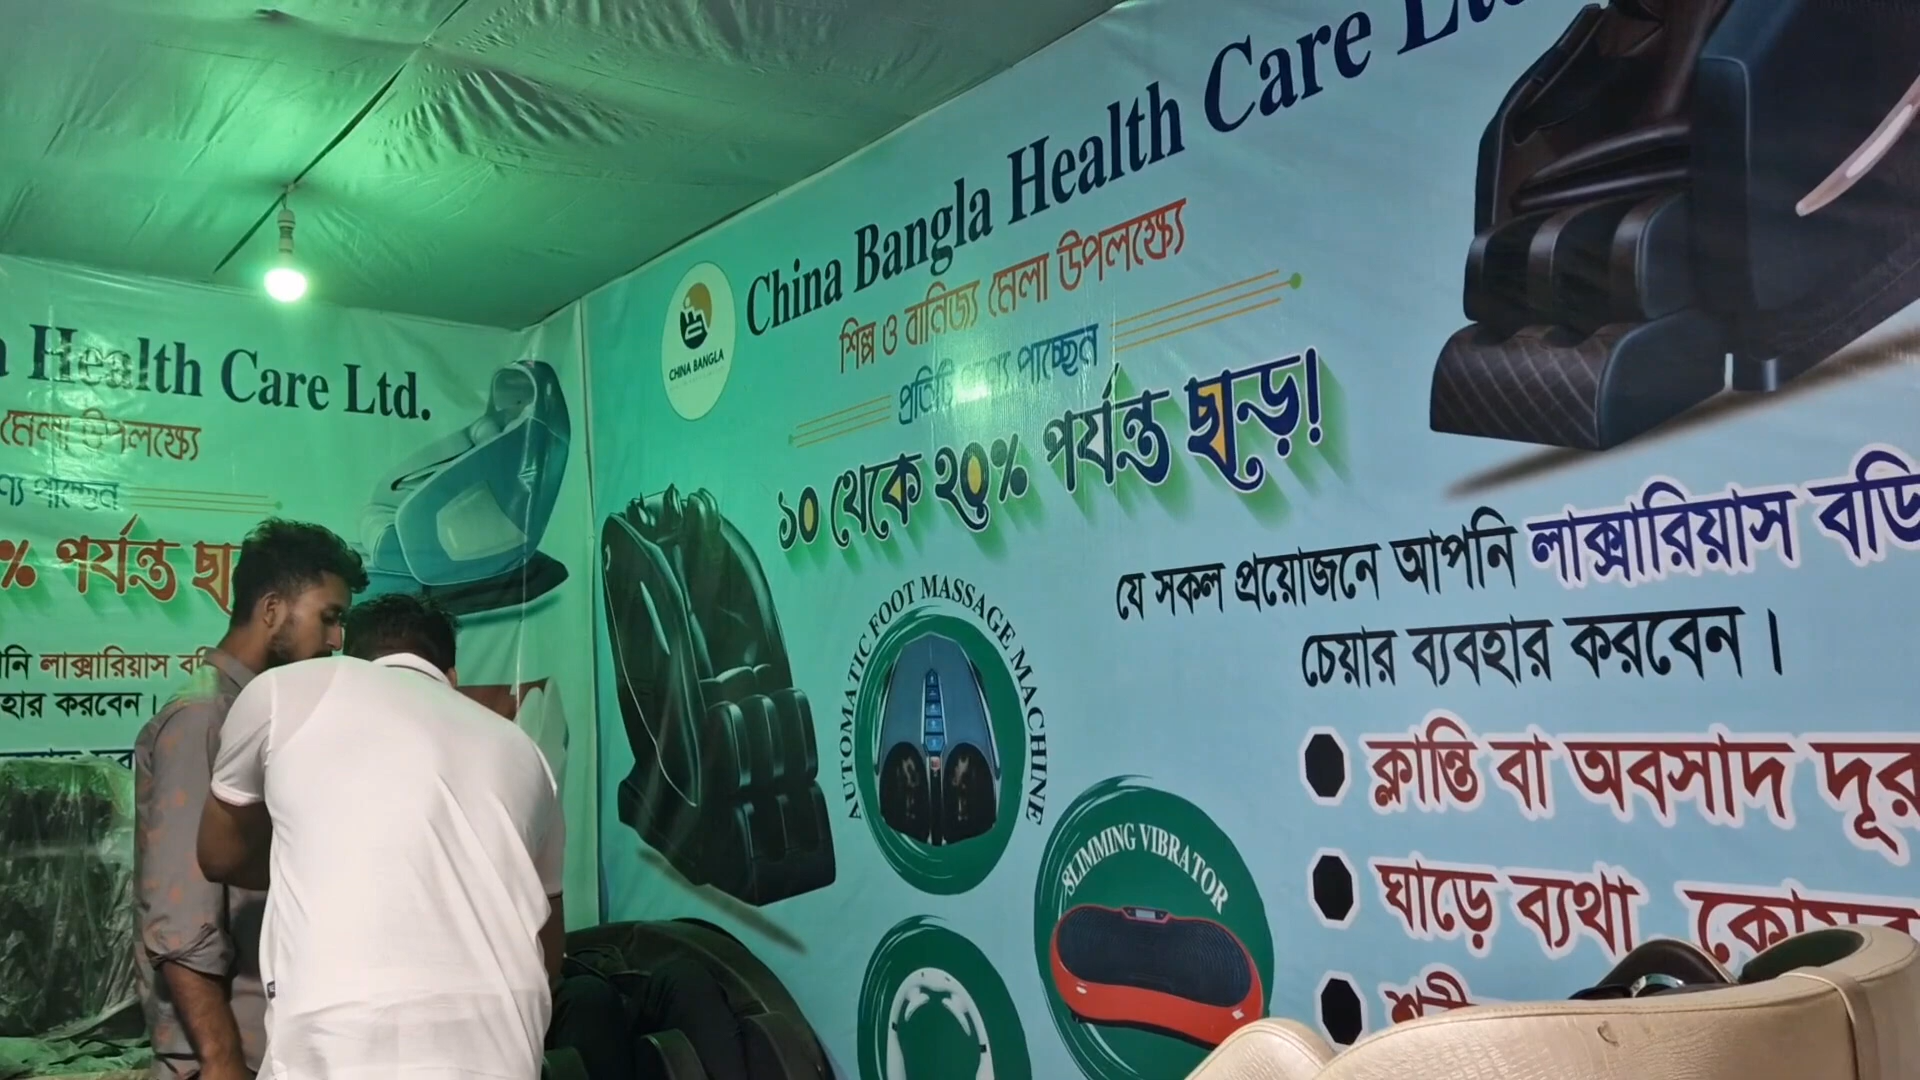 China Bangla Health Care Ltd.
শিল্প ও বানিজ্য মেলা উপলক্ষ্যে
প্রতিটি পণ্যে পাচ্ছেন
১০ থেকে ২০% পর্যন্ত ছাড়!
CHINA BANGLA
যে সকল প্রয়োজনে আপনি লাক্সারিয়াস বডি
চেয়ার ব্যবহার করবেন।
ক্লান্তি বা অবসাদ দূর
ঘাড়ে ব্যথা
AUTOMATIC FOOT MASSAGE MACHINE
SLIMMING VIBRATOR
Health Care Ltd.
মেলা উপলক্ষ্যে
পাচ্ছেন
% পর্যন্ত
লাক্সারিয়াস
করবেন।